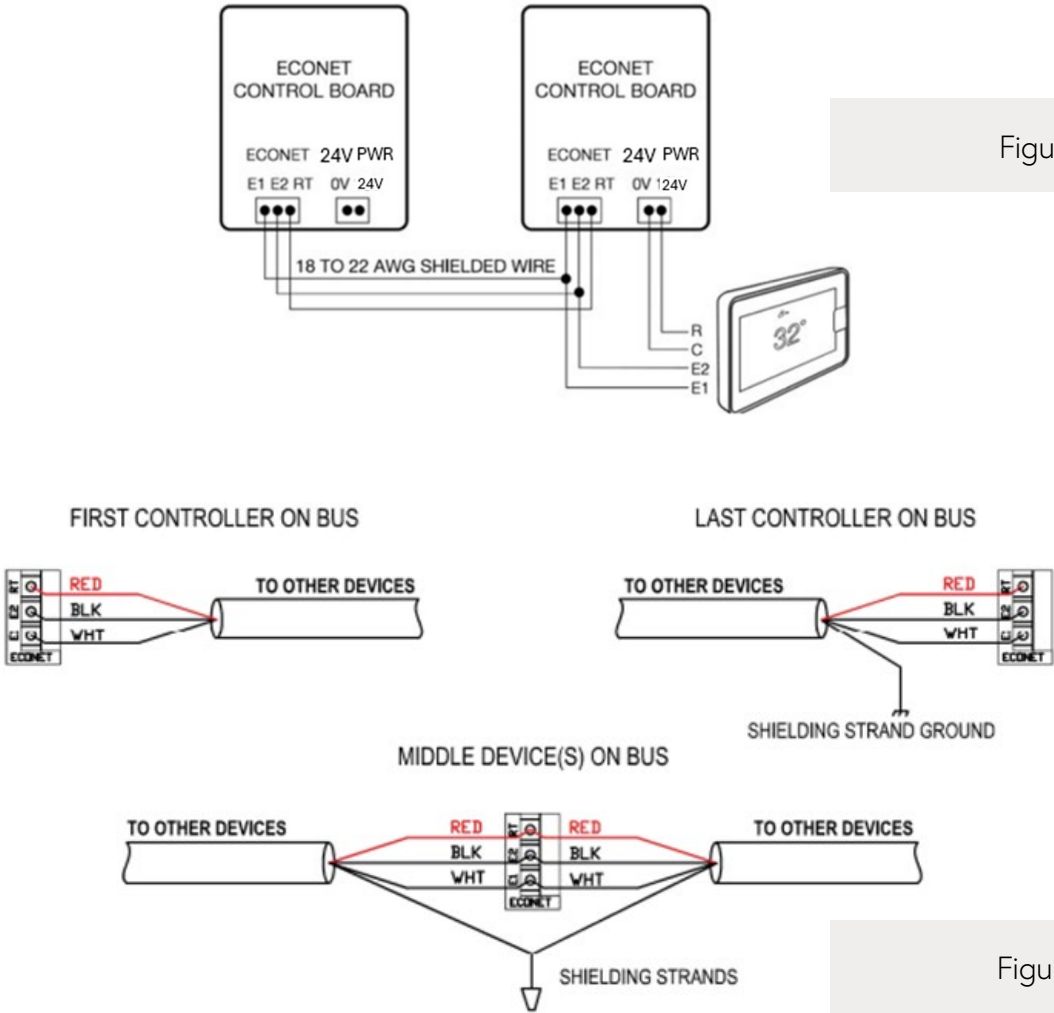 ECONET
CONTROL BOARD
ECONET 24V PWR
E1 E2 RT 0V 24V
ECONET
CONTROL BOARD
ECONET 24V PWR
E1 E2 RT 0V 124V
Figu
18 TO 22 AWG SHIELDED WIRE
32°
R
C
E2
E1
FIRST CONTROLLER ON BUS
RT
E2
E1
ECONET
RED
BLK
WHT
TO OTHER DEVICES
LAST CONTROLLER ON BUS
TO OTHER DEVICES
RED
BLK
WHT
RT
E2
E1
ECONET
SHIELDING STRAND GROUND
MIDDLE DEVICE(S) ON BUS
TO OTHER DEVICES
RED
BLK
WHT
RT
E2
E1
ECONET
RED
BLK
WHT
TO OTHER DEVICES
SHIELDING STRANDS
Figu